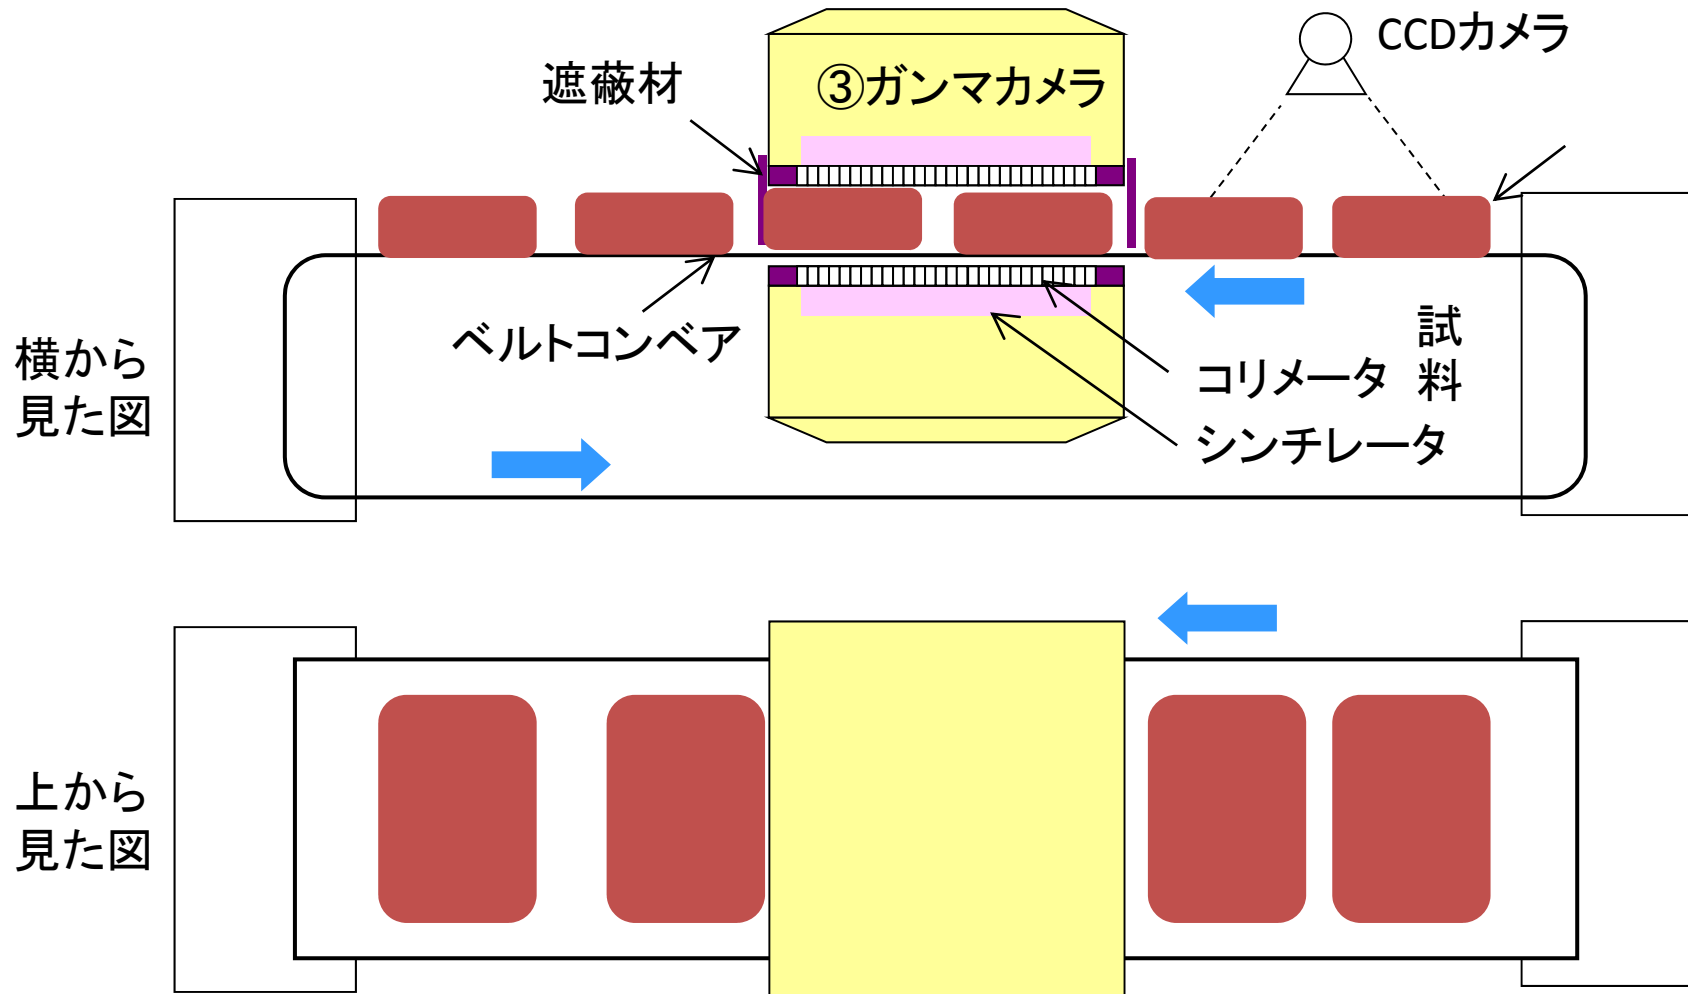 CCDカメラ
遮蔽材
③ガンマカメラ
ベルトコンベア
横から
見た図
試
料
コリメータ
シンチレータ
上から
見た図